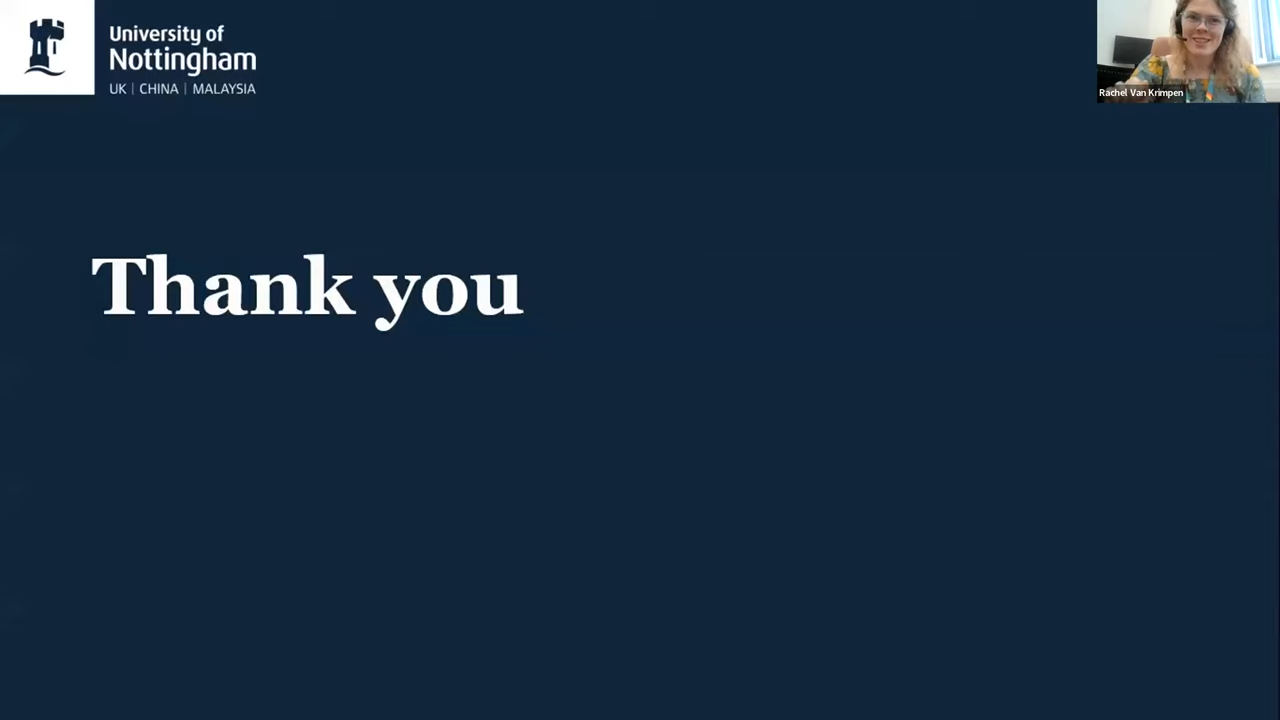 University of
Nottingham
UK | CHINA | MALAYSIA
Rachel Van Krimpen
Thank you